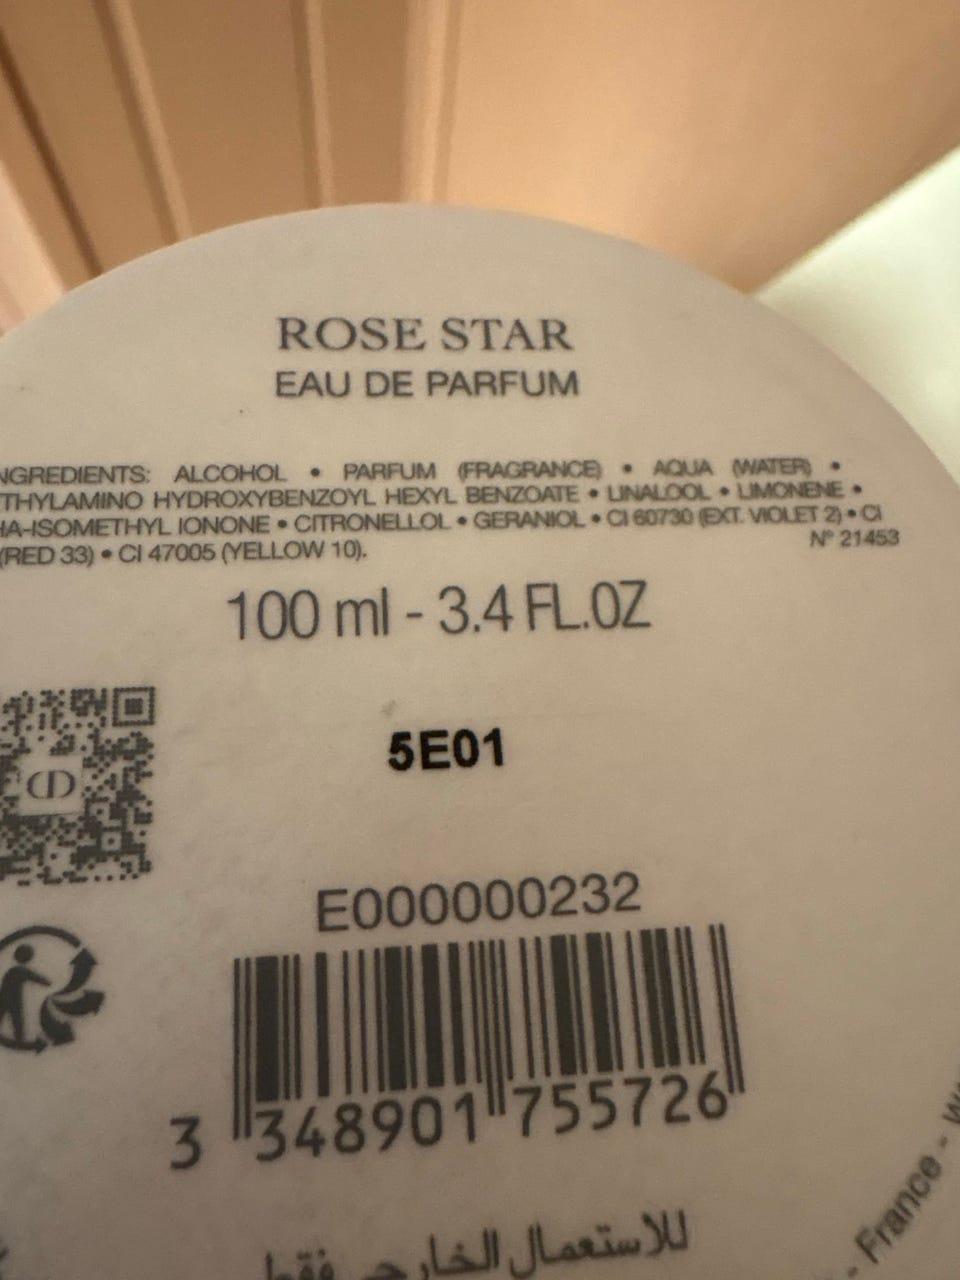 ROSE STAR
EAU DE PARFUM
NGREDIENTS: ALCOHOL • PARFUM (FRAGRANCE) • AQUA (WATER) •
THYLAMINO HYDROXYBENZOYL HEXYL BENZOATE • LINALOOL • LIMONENE •
HA-ISOMETHYL IONONE • CITRONELLOL • GERANIOL • CI 60730 (EXT. VIOLET 2) • CI
(RED 33) • CI 47005 (YELLOW 10).
N° 21453
100 ml - 3.4 FL.OZ
5E01
CD
E000000232
3 348901 755726
للاستعمال الخارجي فقط
- France -